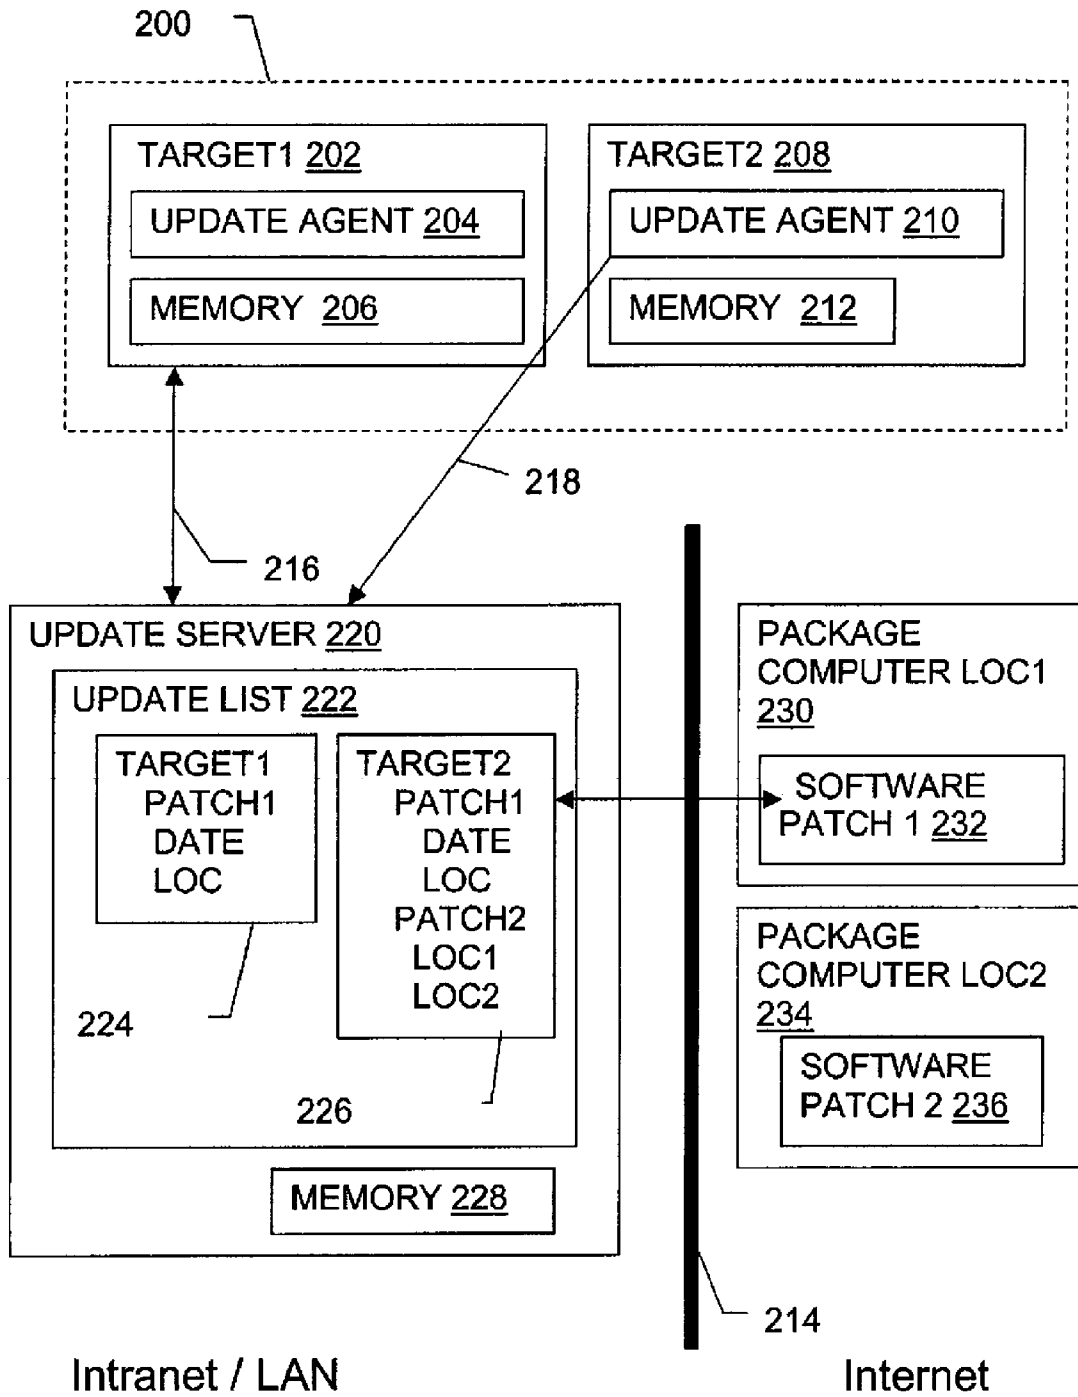 200
TARGET1 202
UPDATE AGENT 204
MEMORY 206
TARGET2 208
UPDATE AGENT 210
MEMORY 212
218
216
UPDATE SERVER 220
UPDATE LIST 222
TARGET1
PATCH1
DATE
LOC
224
TARGET2
PATCH1
DATE
LOC
PATCH2
LOC1
LOC2
226
MEMORY 228
PACKAGE
COMPUTER LOC1
230
SOFTWARE
PATCH 1 232
PACKAGE
COMPUTER LOC2
234
SOFTWARE
PATCH 2 236
214
Intranet / LAN
Internet